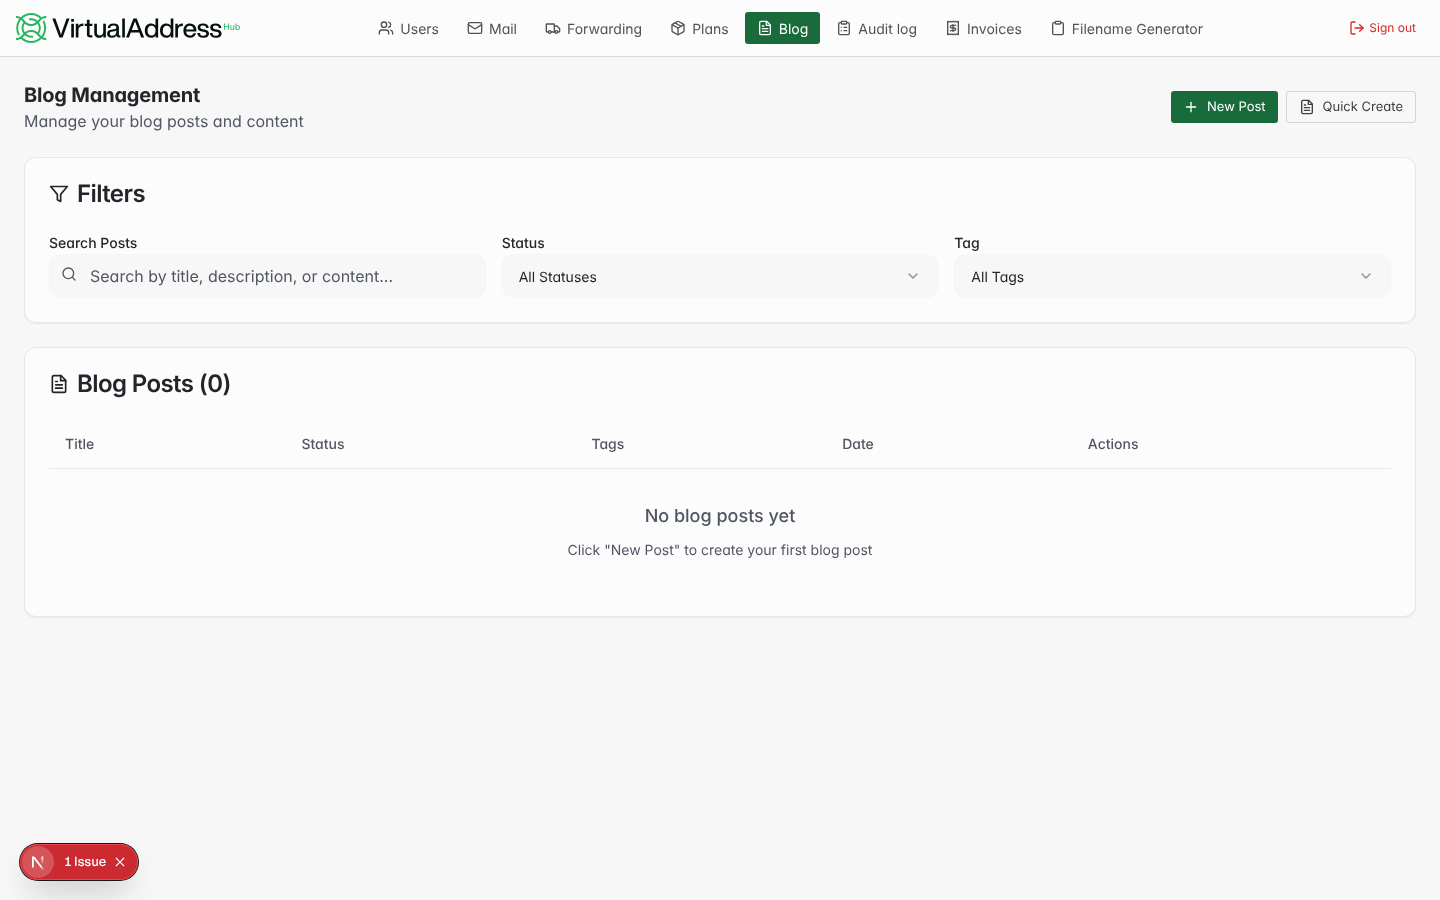 VirtualAddress Hub
Users
Mail
Forwarding
Plans
Blog
Audit log
Invoices
Filename Generator
Sign out
Blog Management
Manage your blog posts and content
New Post
Quick Create
Filters
Search Posts
Status
Tag
Search by title, description, or content...
All Statuses
All Tags
Blog Posts (0)
Title
Status
Tags
Date
Actions
No blog posts yet
Click "New Post" to create your first blog post
N
1 Issue